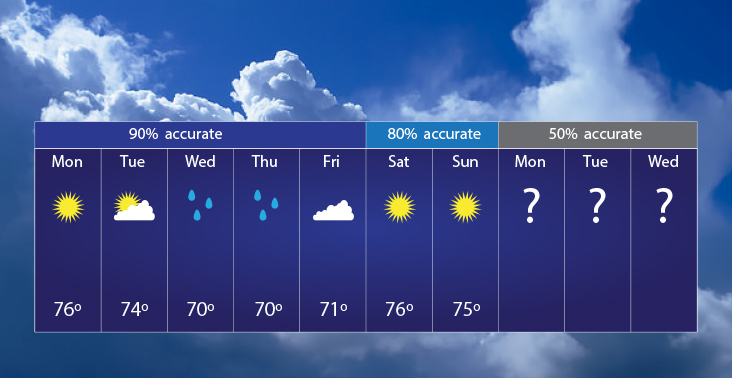 90% accurate 80% accurate 50% accurate
Mon Tue Wed Thu Fri Sat Sun Mon Tue Wed
? ? ?
76º 74º 70º 70º 71º 76º 75º